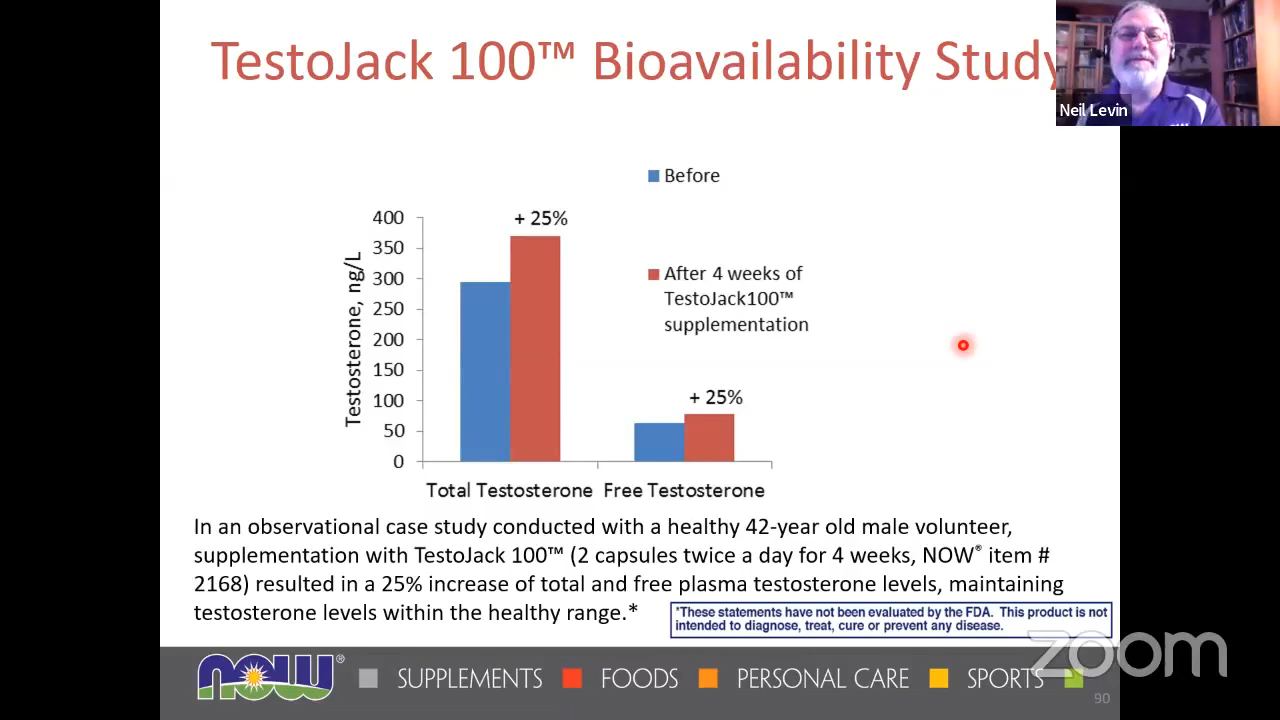 TestoJack 100™ Bioavailability Study
Neil Levin
Before
+ 25%
400
350
300
250
200
150
100
50
0
Testosterone, ng/L
After 4 weeks of
TestoJack100™
supplementation
+ 25%
Total Testosterone
Free Testosterone
In an observational case study conducted with a healthy 42-year old male volunteer,
supplementation with TestoJack 100™ (2 capsules twice a day for 4 weeks, NOW® item #
2168) resulted in a 25% increase of total and free plasma testosterone levels, maintaining
testosterone levels within the healthy range.*
*These statements have not been evaluated by the FDA. This product is not
intended to diagnose, treat, cure or prevent any disease.
zoom
NOW®
SUPPLEMENTS
FOODS
PERSONAL CARE
SPORTS
90